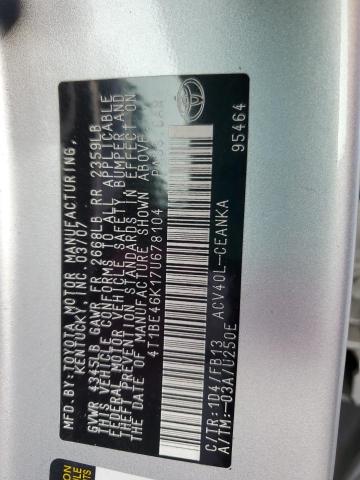 MFD.BY:TOYOTA MOTOR MANUFACTURING,
KENTUCKY, INC. 03/07
GVWR 4345LB GAWR FR 2668LB RR 2359LB
THIS VEHICLE CONFORMS TO ALL APPLICABLE
FEDERAL MOTOR VEHICLE SAFETY, BUMPER, AND
THEFT PREVENTION STANDARDS IN EFFECT ON
THE DATE OF MANUFACTURE SHOWN ABOVE.
4T1BE46K17U678104 PASS. CAR
C/TR: 1D4/FB13 ACV40L-CEANKA
A/TM:-03A/U250E 95464